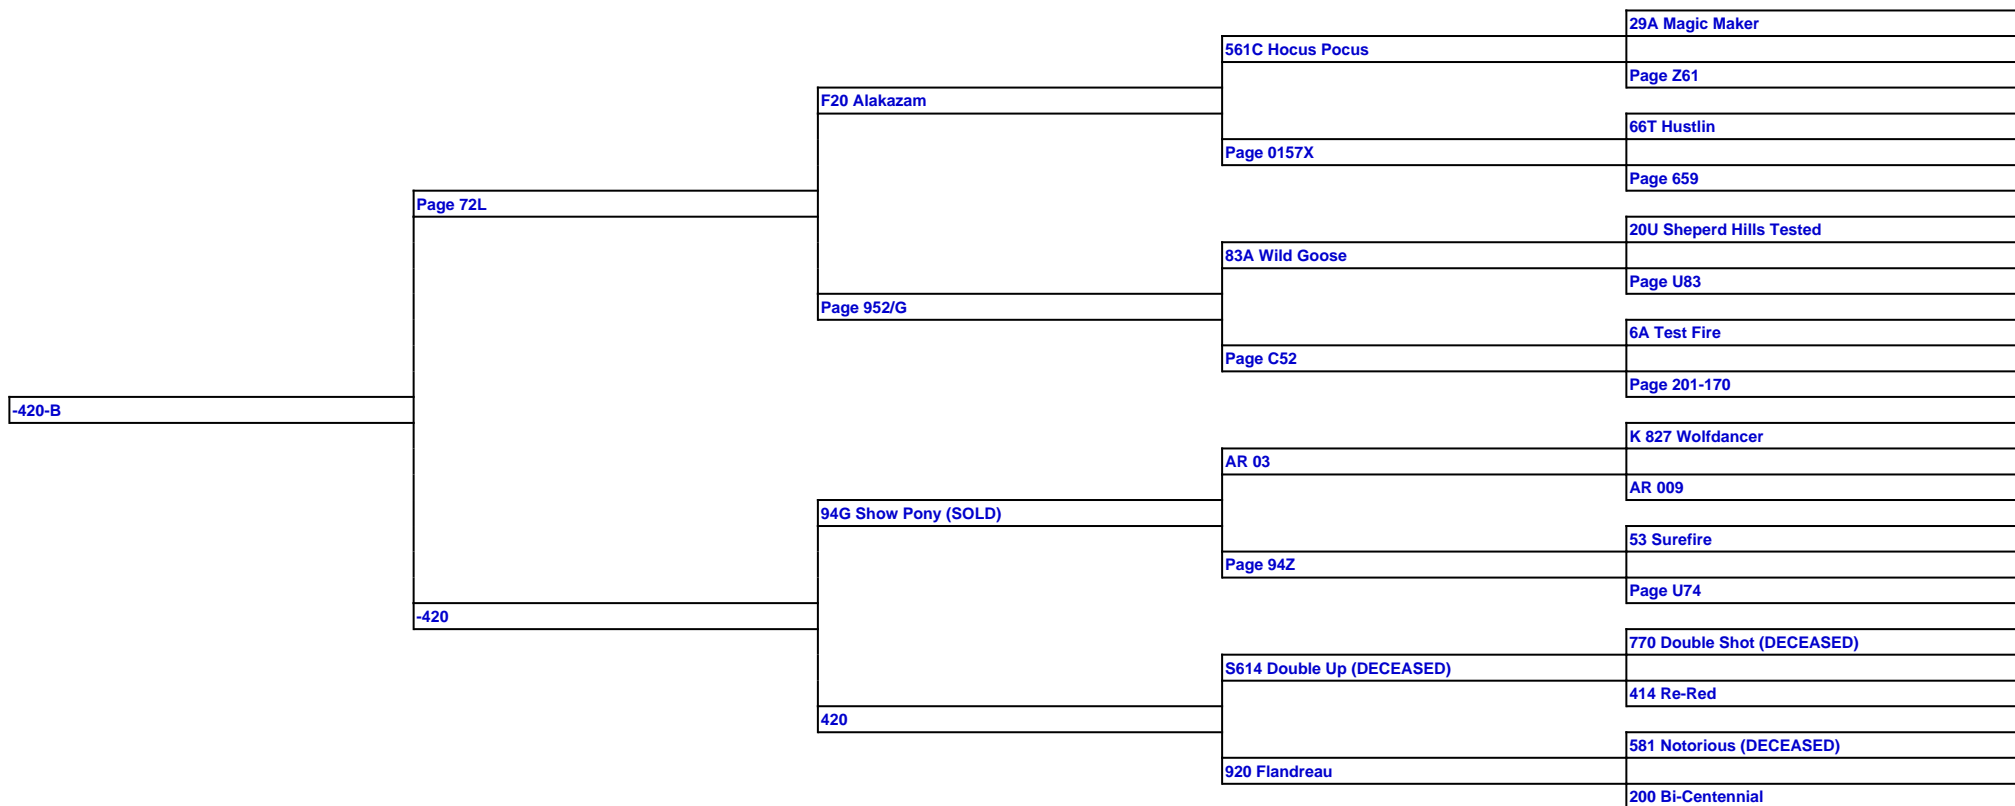 29A Magic Maker
561C Hocus Pocus
Page Z61
F20 Alakazam
66T Hustlin
Page 0157X
Page 659
Page 72L
20U Sheperd Hills Tested
83A Wild Goose
Page U83
Page 952/G
6A Test Fire
Page C52
Page 201-170
-420-B
K 827 Wolfdancer
AR 03
AR 009
94G Show Pony (SOLD)
53 Surefire
Page 94Z
Page U74
-420
770 Double Shot (DECEASED)
S614 Double Up (DECEASED)
414 Re-Red
420
581 Notorious (DECEASED)
920 Flandreau
200 Bi-Centennial